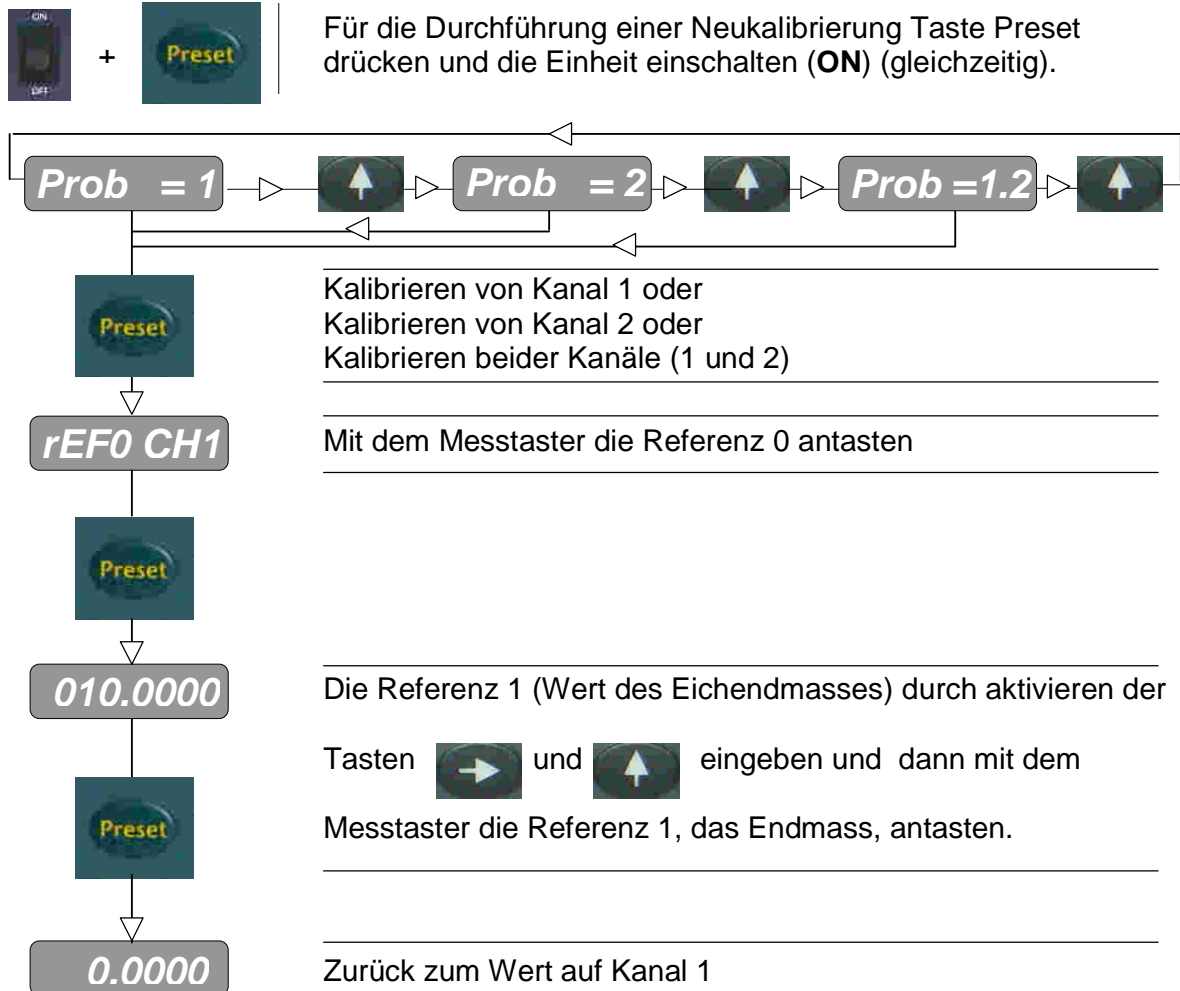 ON
OFF
+
Preset
Für die Durchführung einer Neukalibrierung Taste Preset
drücken und die Einheit einschalten (ON) (gleichzeitig).
Prob = 1
Prob = 2
Prob =1.2
Preset
Kalibrieren von Kanal 1 oder
Kalibrieren von Kanal 2 oder
Kalibrieren beider Kanäle (1 und 2)
rEF0 CH1
Mit dem Messtaster die Referenz 0 antasten
Preset
010.0000
Die Referenz 1 (Wert des Eichendmasses) durch aktivieren der
Tasten und eingeben und dann mit dem
Preset
Messtaster die Referenz 1, das Endmass, antasten.
0.0000
Zurück zum Wert auf Kanal 1